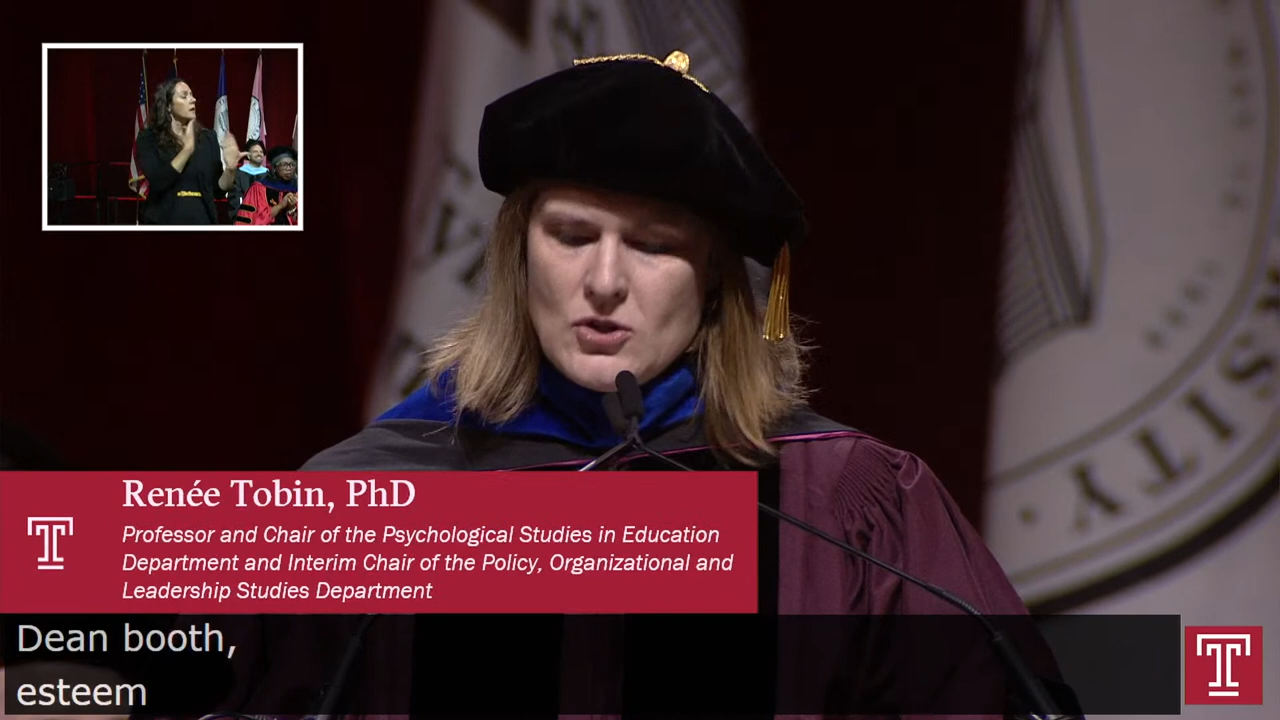 Renée Tobin, PhD
Professor and Chair of the Psychological Studies in Education
Department and Interim Chair of the Policy, Organizational and
Leadership Studies Department
Dean booth,
esteem
T
T
SITY